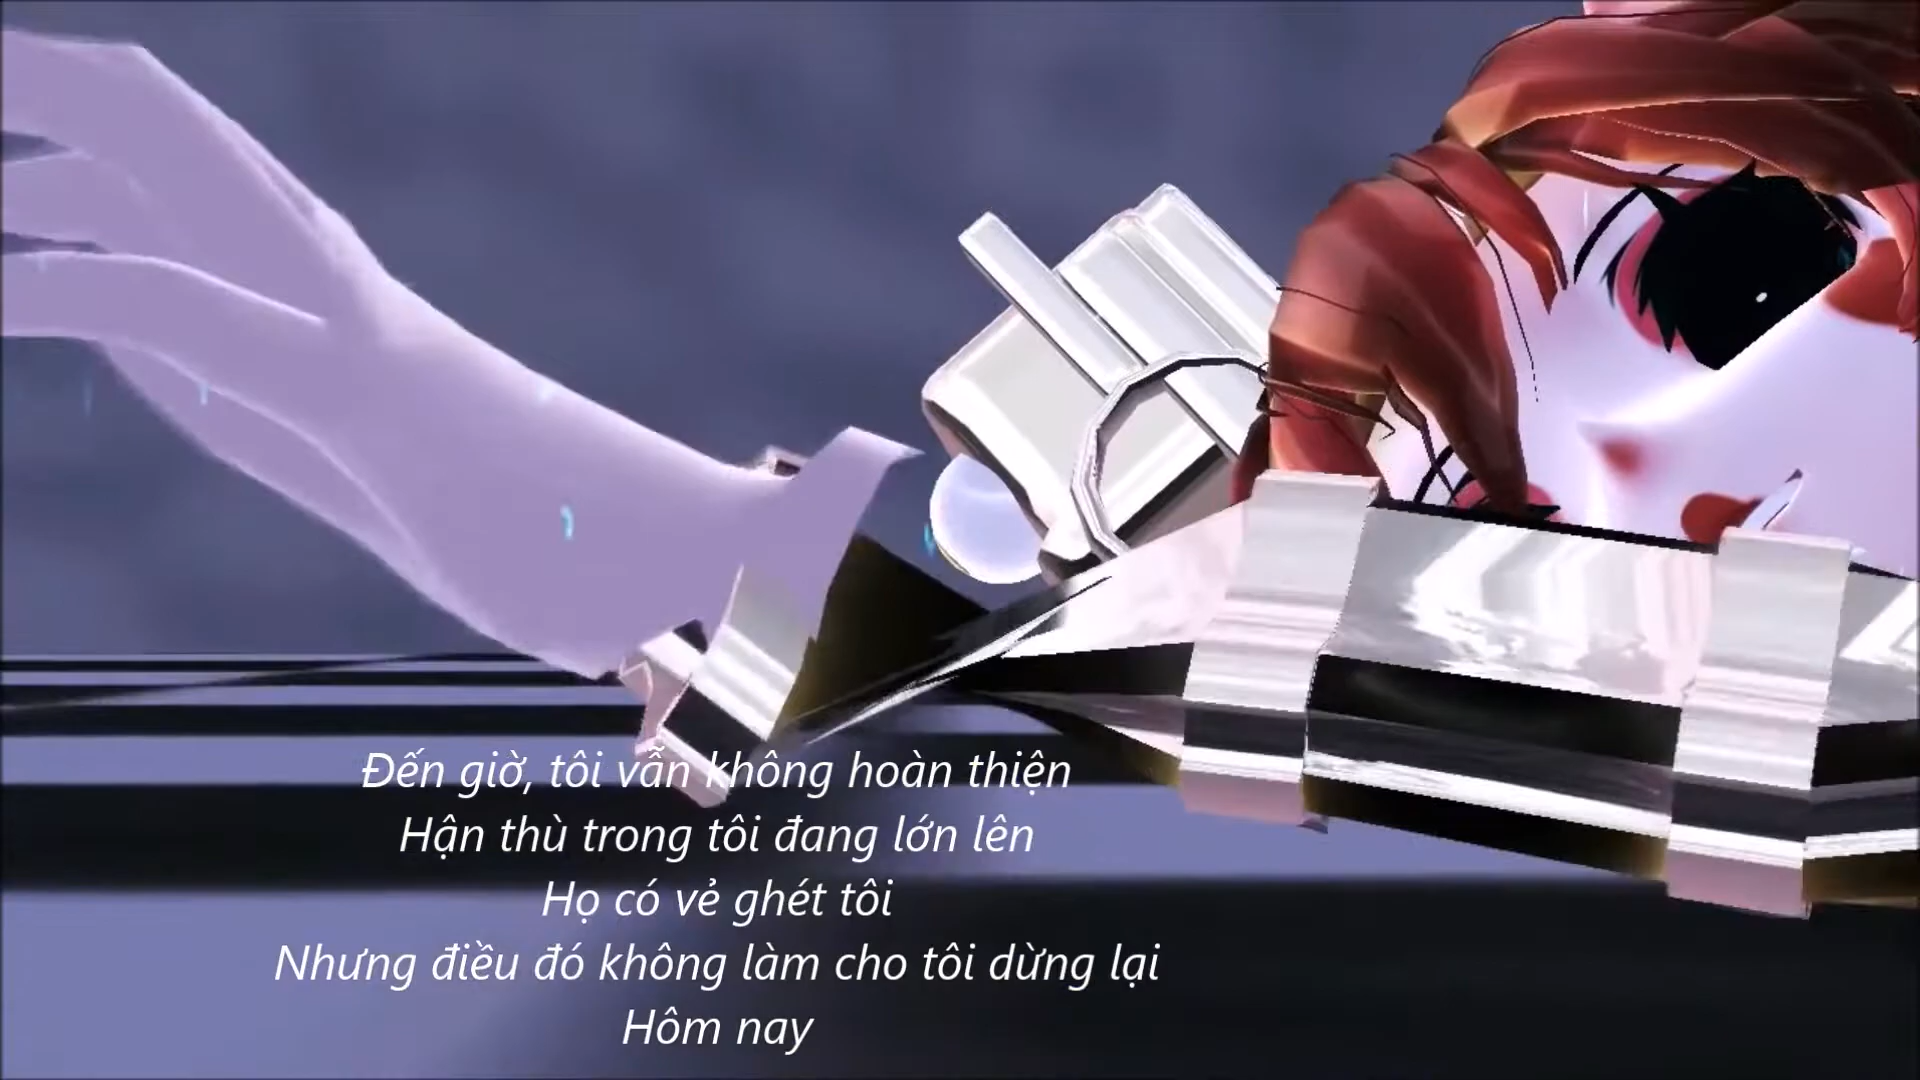 Đến giờ, tôi vẫn không hoàn thiện
Hận thù trong tôi đang lớn lên
Họ có vẻ ghét tôi
Nhưng điều đó không làm cho tôi dừng lại
Hôm nay